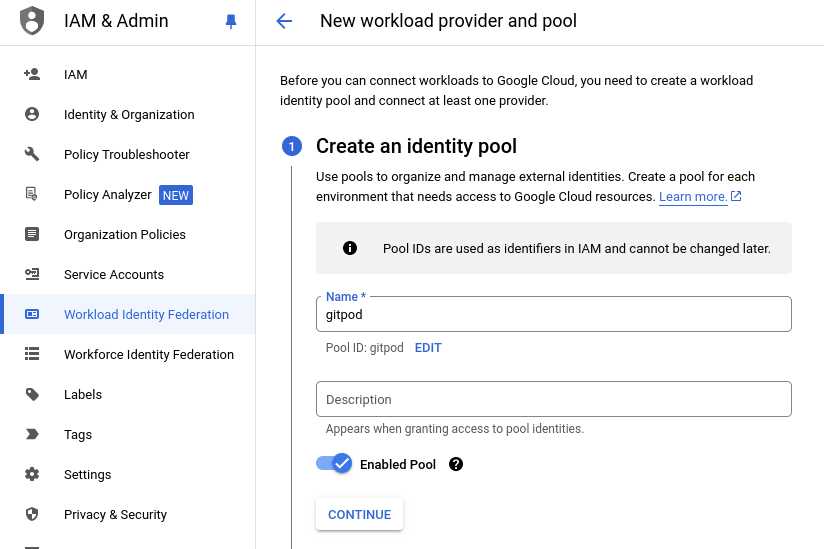 IAM & Admin
New workload provider and pool
IAM
Identity & Organization
Policy Troubleshooter
Policy Analyzer NEW
Organization Policies
Service Accounts
Workload Identity Federation
Workforce Identity Federation
Labels
Tags
Settings
Privacy & Security
Before you can connect workloads to Google Cloud, you need to create a workload
identity pool and connect at least one provider.
1 Create an identity pool
Use pools to organize and manage external identities. Create a pool for each
environment that needs access to Google Cloud resources. Learn more.
Pool IDs are used as identifiers in IAM and cannot be changed later.
Name *
gitpod
Pool ID: gitpod EDIT
Description
Appears when granting access to pool identities.
Enabled Pool ?
CONTINUE